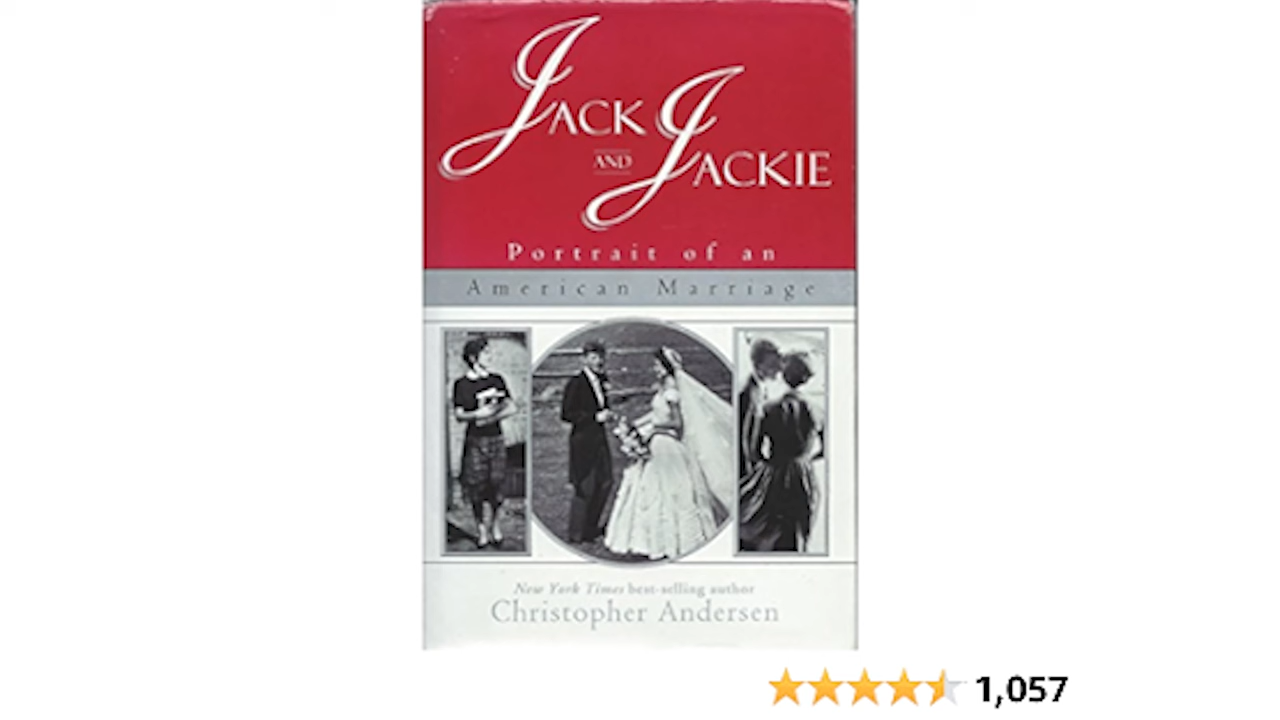 JACK
AND
JACKIE
Portrait of an
American Marriage
New York Times best-selling author
Christopher Andersen
1,057